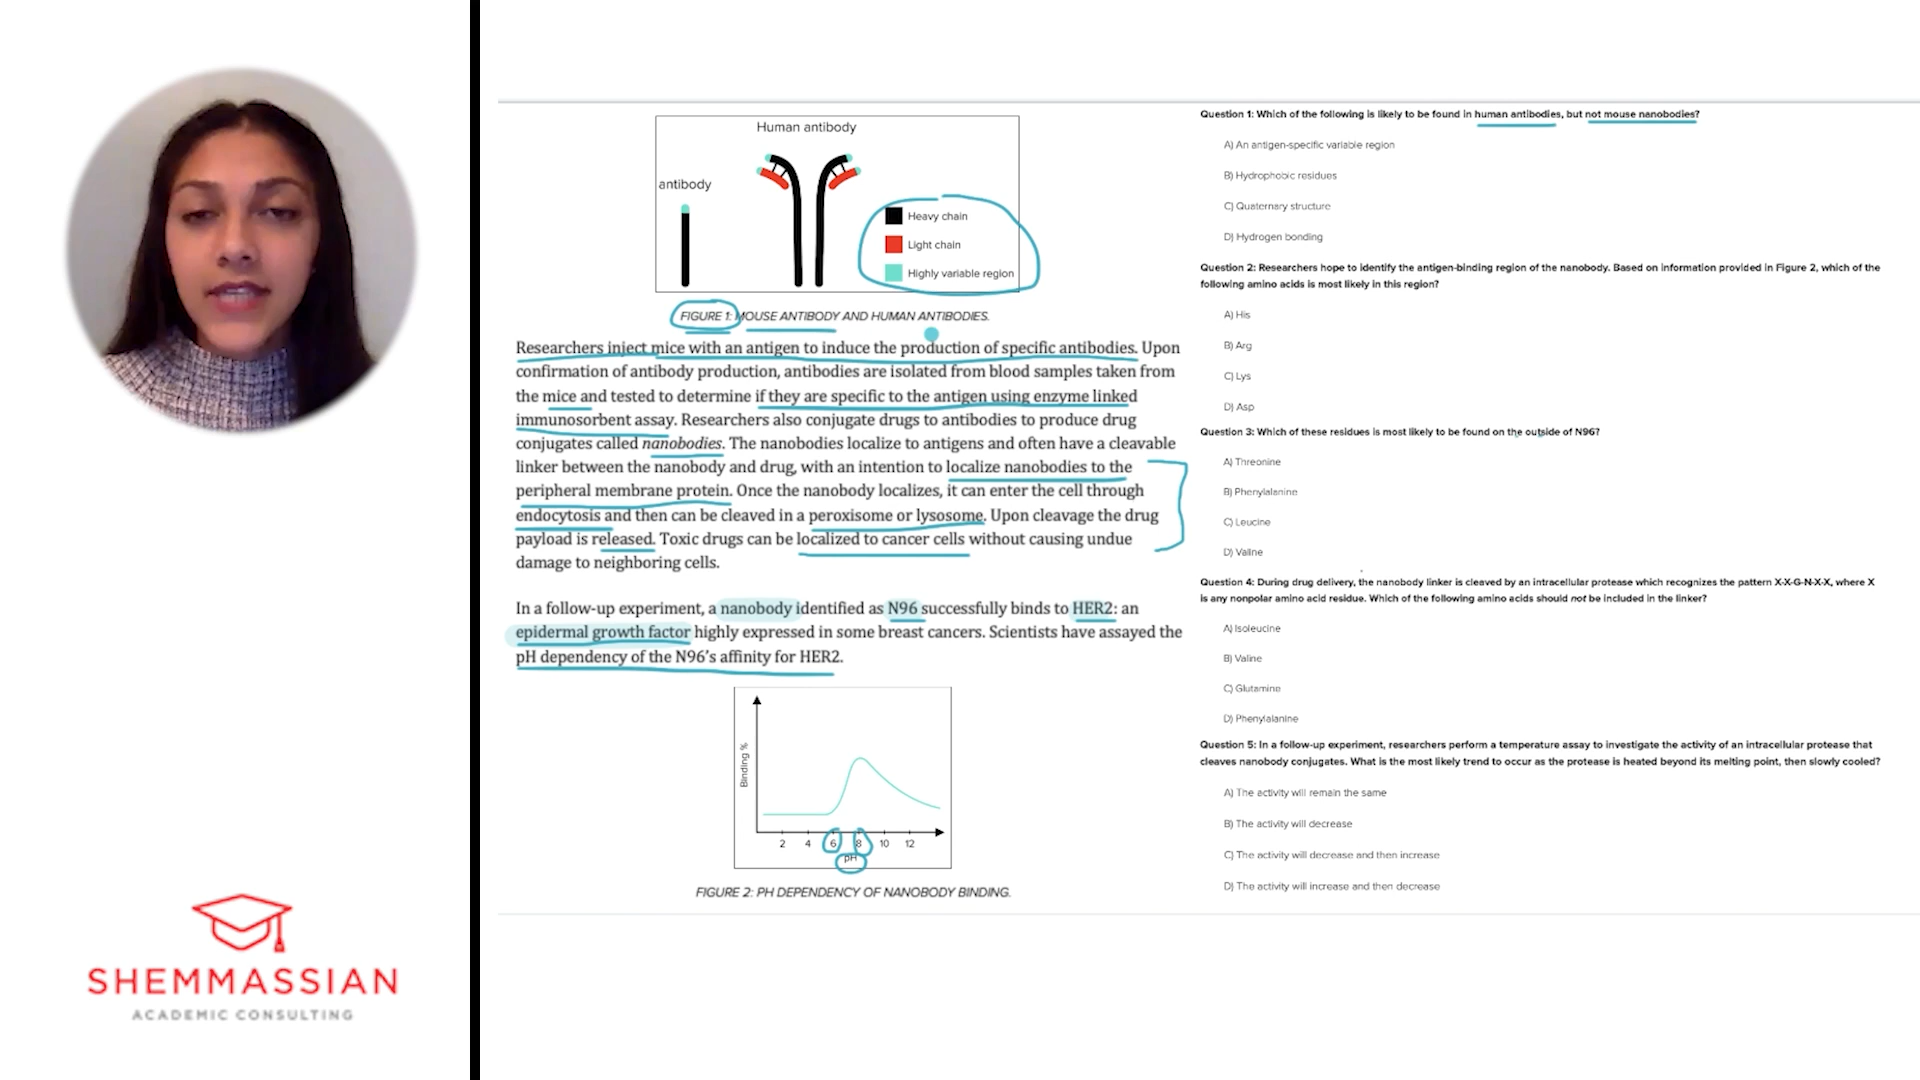 Human antibody
antibody
Heavy chain
Light chain
Highly variable region
FIGURE 1: MOUSE ANTIBODY AND HUMAN ANTIBODIES.
Researchers inject mice with an antigen to induce the production of specific antibodies. Upon
confirmation of antibody production, antibodies are isolated from blood samples taken from
the mice and tested to determine if they are specific to the antigen using enzyme linked
immunosorbent assay. Researchers also conjugate drugs to antibodies to produce drug
conjugates called nanobodies. The nanobodies localize to antigens and often have a cleavable
linker between the nanobody and drug, with an intention to localize nanobodies to the
peripheral membrane protein. Once the nanobody localizes, it can enter the cell through
endocytosis and then can be cleaved in a peroxisome or lysosome. Upon cleavage the drug
payload is released. Toxic drugs can be localized to cancer cells without causing undue
damage to neighboring cells.
In a follow-up experiment, a nanobody identified as N96 successfully binds to HER2: an
epidermal growth factor highly expressed in some breast cancers. Scientists have assayed the
pH dependency of the N96's affinity for HER2.
Binding %
2 4 6 8 10 12
pH
FIGURE 2: PH DEPENDENCY OF NANOBODY BINDING.
Question 1: Which of the following is likely to be found in human antibodies, but not mouse nanobodies?
A) An antigen-specific variable region
B) Hydrophobic residues
C) Quaternary structure
D) Hydrogen bonding
Question 2: Researchers hope to identify the antigen-binding region of the nanobody. Based on information provided in Figure 2, which of the
following amino acids is most likely in this region?
A) His
B) Arg
C) Lys
D) Asp
Question 3: Which of these residues is most likely to be found on the outside of N96?
A) Threonine
B) Phenylalanine
C) Leucine
D) Valine
Question 4: During drug delivery, the nanobody linker is cleaved by an intracellular protease which recognizes the pattern X-X-G-N-X-X, where X
is any nonpolar amino acid residue. Which of the following amino acids should not be included in the linker?
A) Isoleucine
B) Valine
C) Glutamine
D) Phenylalanine
Question 5: In a follow-up experiment, researchers perform a temperature assay to investigate the activity of an intracellular protease that
cleaves nanobody conjugates. What is the most likely trend to occur as the protease is heated beyond its melting point, then slowly cooled?
A) The activity will remain the same
B) The activity will decrease
C) The activity will decrease and then increase
D) The activity will increase and then decrease
SHEMMASSIAN
ACADEMIC CONSULTING